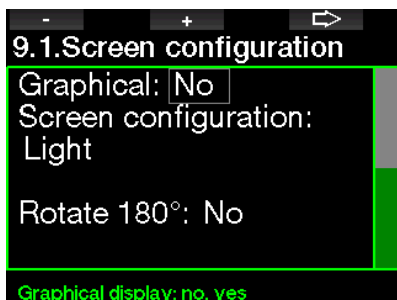 - + ⇨
9.1.Screen configuration
Graphical: No
Screen configuration:
Light
Rotate 180°: No
Graphical display: no, yes